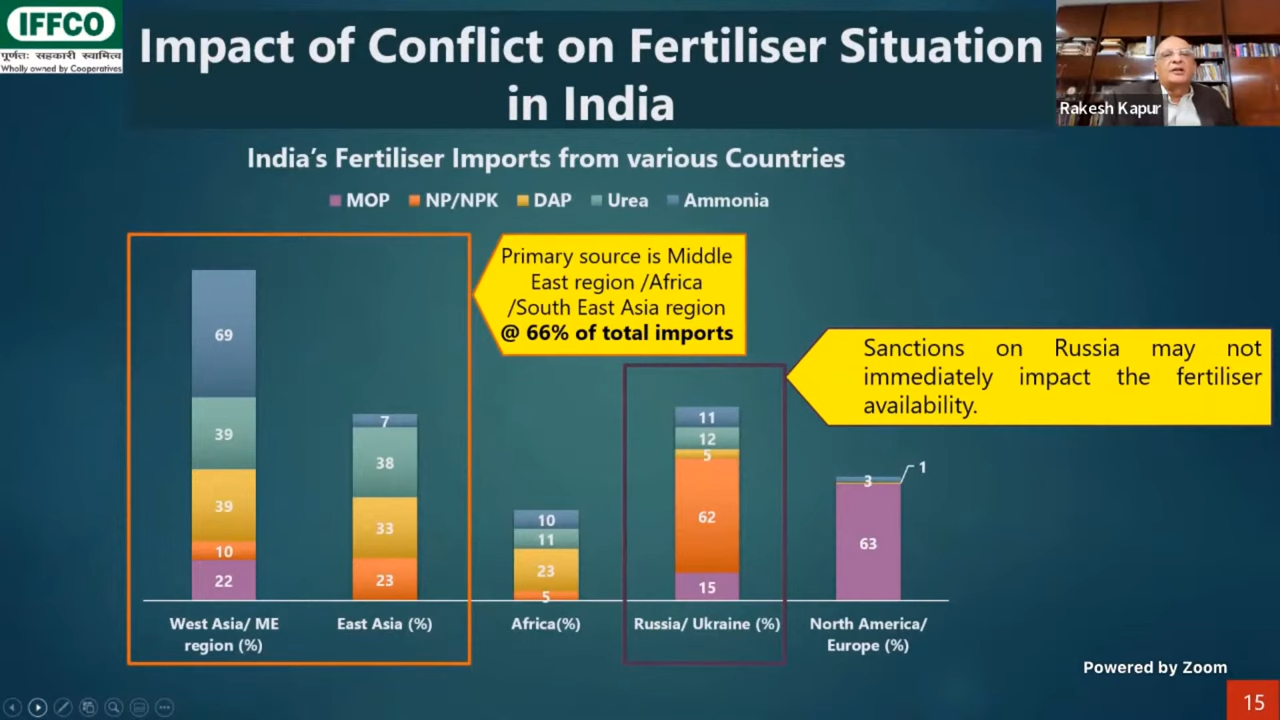 IFFCO
पूर्णतः सहकारी स्वामित्व
Wholly owned by Cooperatives
Impact of Conflict on Fertiliser Situation
in India
Rakesh Kapur
India's Fertiliser Imports from various Countries
MOP NP/NPK DAP Urea Ammonia
Primary source is Middle
East region /Africa
/South East Asia region
@ 66% of total imports
Sanctions on Russia may not
immediately impact the fertiliser
availability.
69
39
39
10
22
7
38
33
23
10
11
23
5
11
12
5
62
15
1
3
63
West Asia/ ME
region (%)
East Asia (%)
Africa(%)
Russia/ Ukraine (%)
North America/
Europe (%)
Powered by Zoom
15